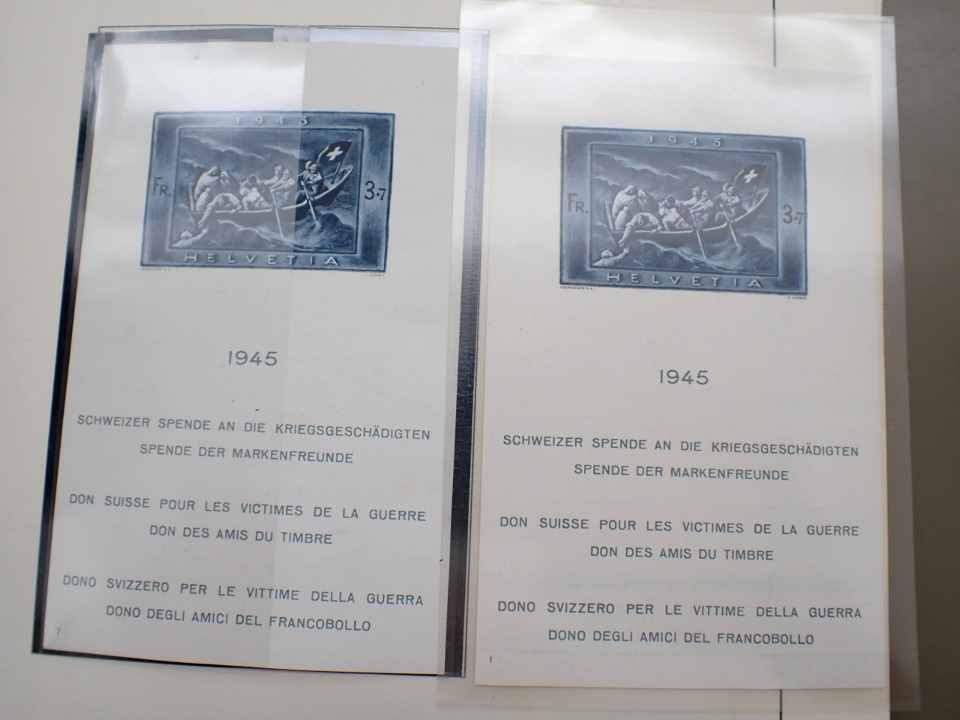 1945
FR.
3+7
HELVETIA
1945
SCHWEIZER SPENDE AN DIE KRIEGSGESCHÄDIGTEN
SPENDE DER MARKENFREUNDE
DON SUISSE POUR LES VICTIMES DE LA GUERRE
DON DES AMIS DU TIMBRE
DONO SVIZZERO PER LE VITTIME DELLA GUERRA
DONO DEGLI AMICI DEL FRANCOBOLLO
7
1945
FR.
3+7
HELVETIA
1945
SCHWEIZER SPENDE AN DIE KRIEGSGESCHÄDIGTEN
SPENDE DER MARKENFREUNDE
DON SUISSE POUR LES VICTIMES DE LA GUERRE
DON DES AMIS DU TIMBRE
DONO SVIZZERO PER LE VITTIME DELLA GUERRA
DONO DEGLI AMICI DEL FRANCOBOLLO
1